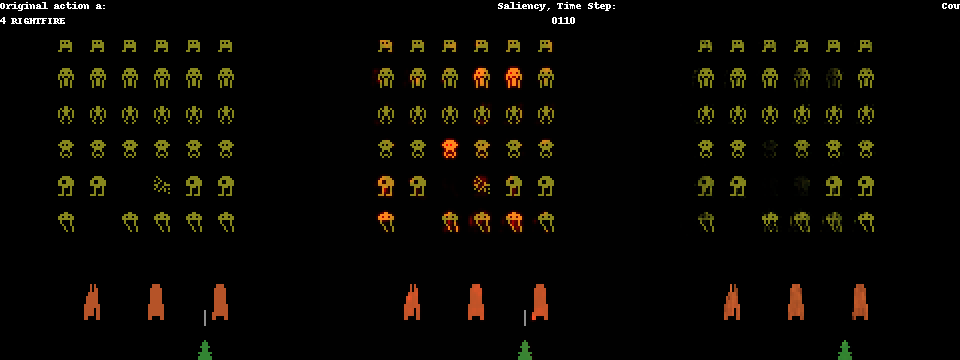 Original action a:
4 RIGHTFIRE
Saliency, Time Step:
0110
Cou